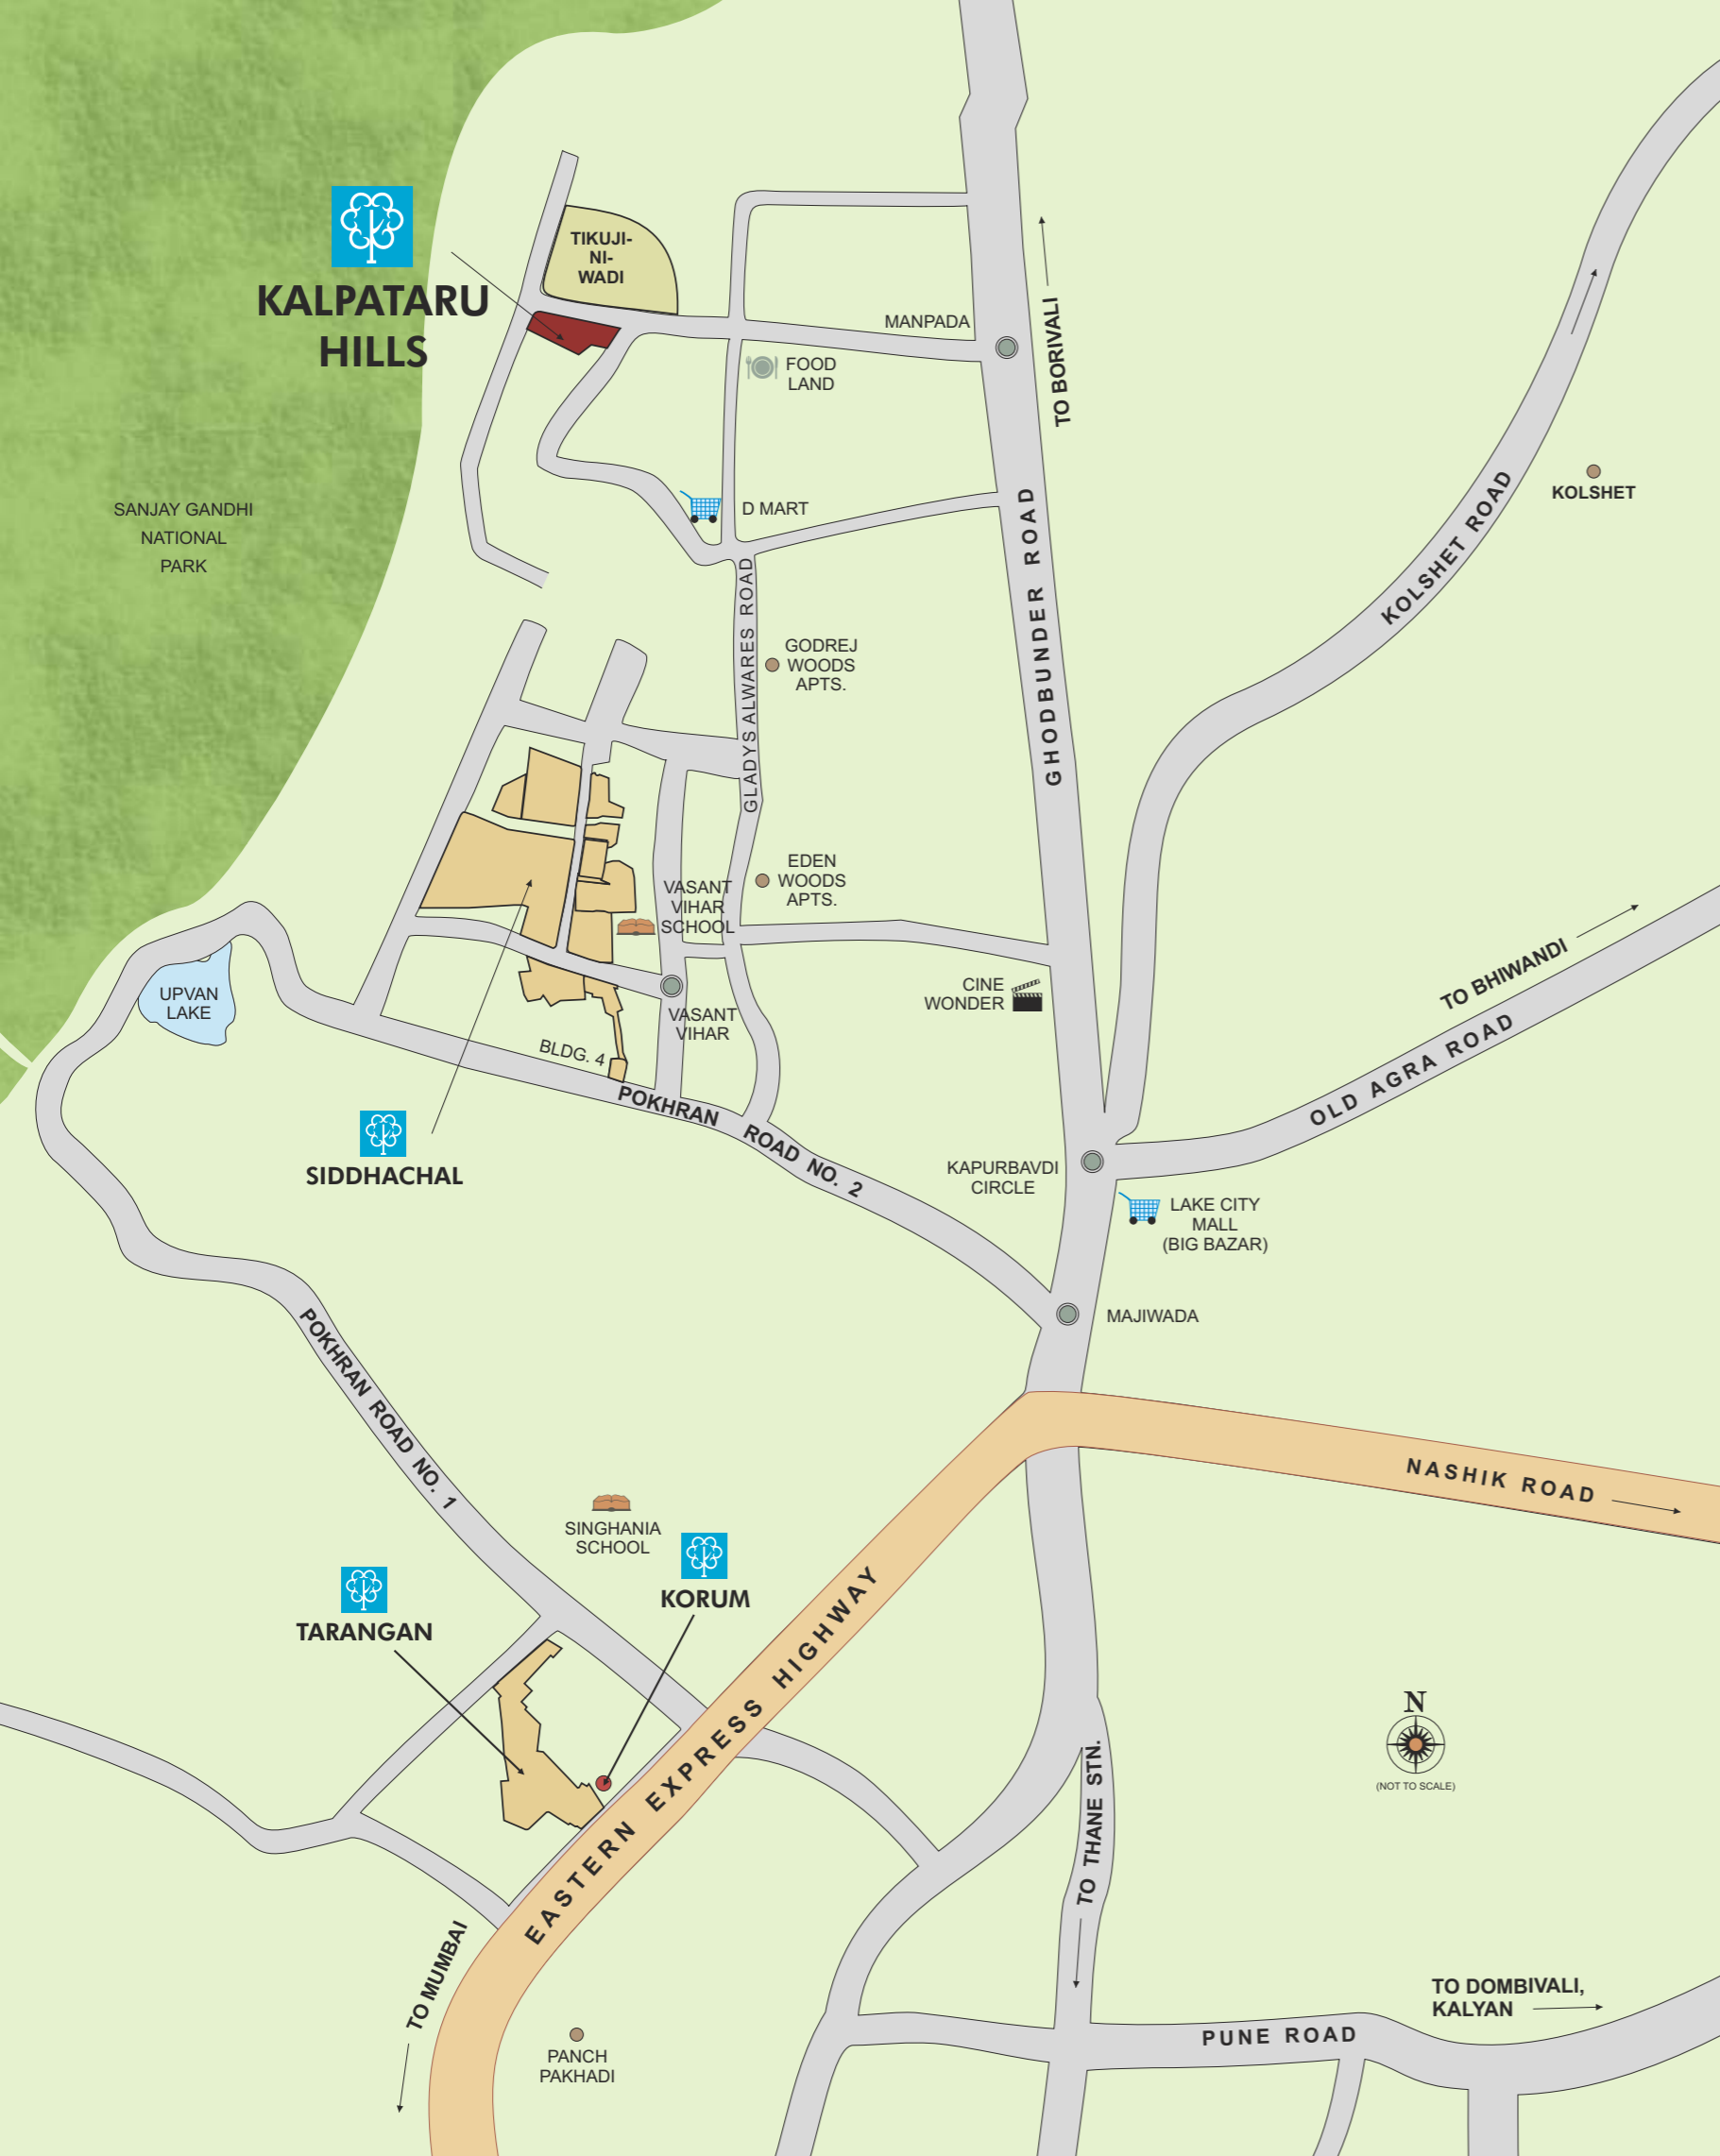 KALPATARU
HILLS
TIKUJI-
NI-
WADI
MANPADA
FOOD
LAND
TO BORIVALI
KOLSHET
KOLSHET ROAD
SANJAY GANDHI
NATIONAL
PARK
D MART
GHODBUNDER ROAD
GLADYS ALWARES ROAD
GODREJ
WOODS
APTS.
EDEN
WOODS
APTS.
VASANT
VIHAR
SCHOOL
CINE
WONDER
TO BHIWANDI
OLD AGRA ROAD
UPVAN
LAKE
VASANT
VIHAR
BLDG. 4
POKHRAN ROAD NO. 2
SIDDHACHAL
KAPURBAVDI
CIRCLE
LAKE CITY
MALL
(BIG BAZAR)
MAJIWADA
POKHRAN ROAD NO. 1
NASHIK ROAD
SINGHANIA
SCHOOL
KORUM
TARANGAN
EASTERN EXPRESS HIGHWAY
N
(NOT TO SCALE)
TO THANE STN.
TO MUMBAI
TO DOMBIVALI,
KALYAN
PUNE ROAD
PANCH
PAKHADI